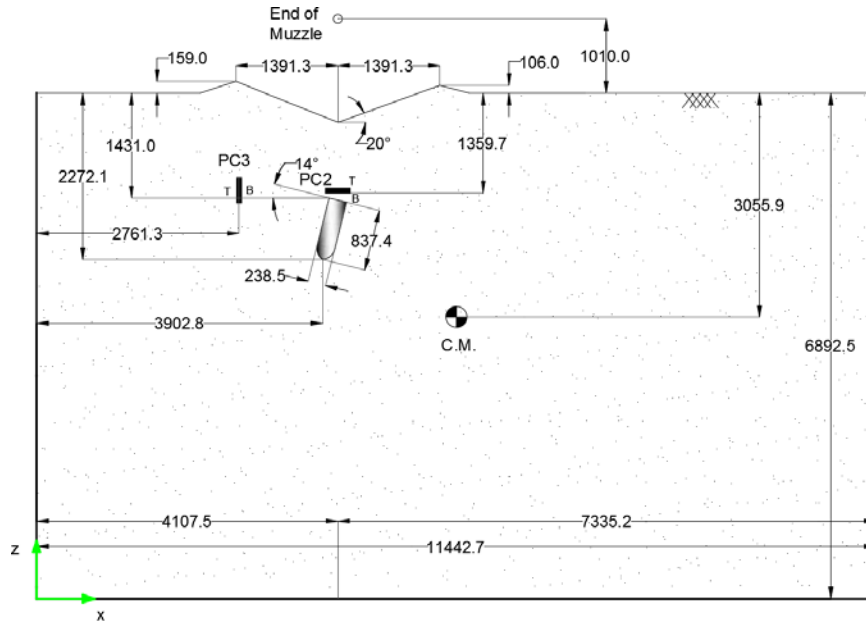 End of
Muzzle
159.0
1391.3
1391.3
106.0
1010.0
1431.0
20°
1359.7
2272.1
PC3
14°
PC2
T
T
B
B
3055.9
2761.3
837.4
238.5
3902.8
C.M.
6892.5
4107.5
7335.2
11442.7
z
x